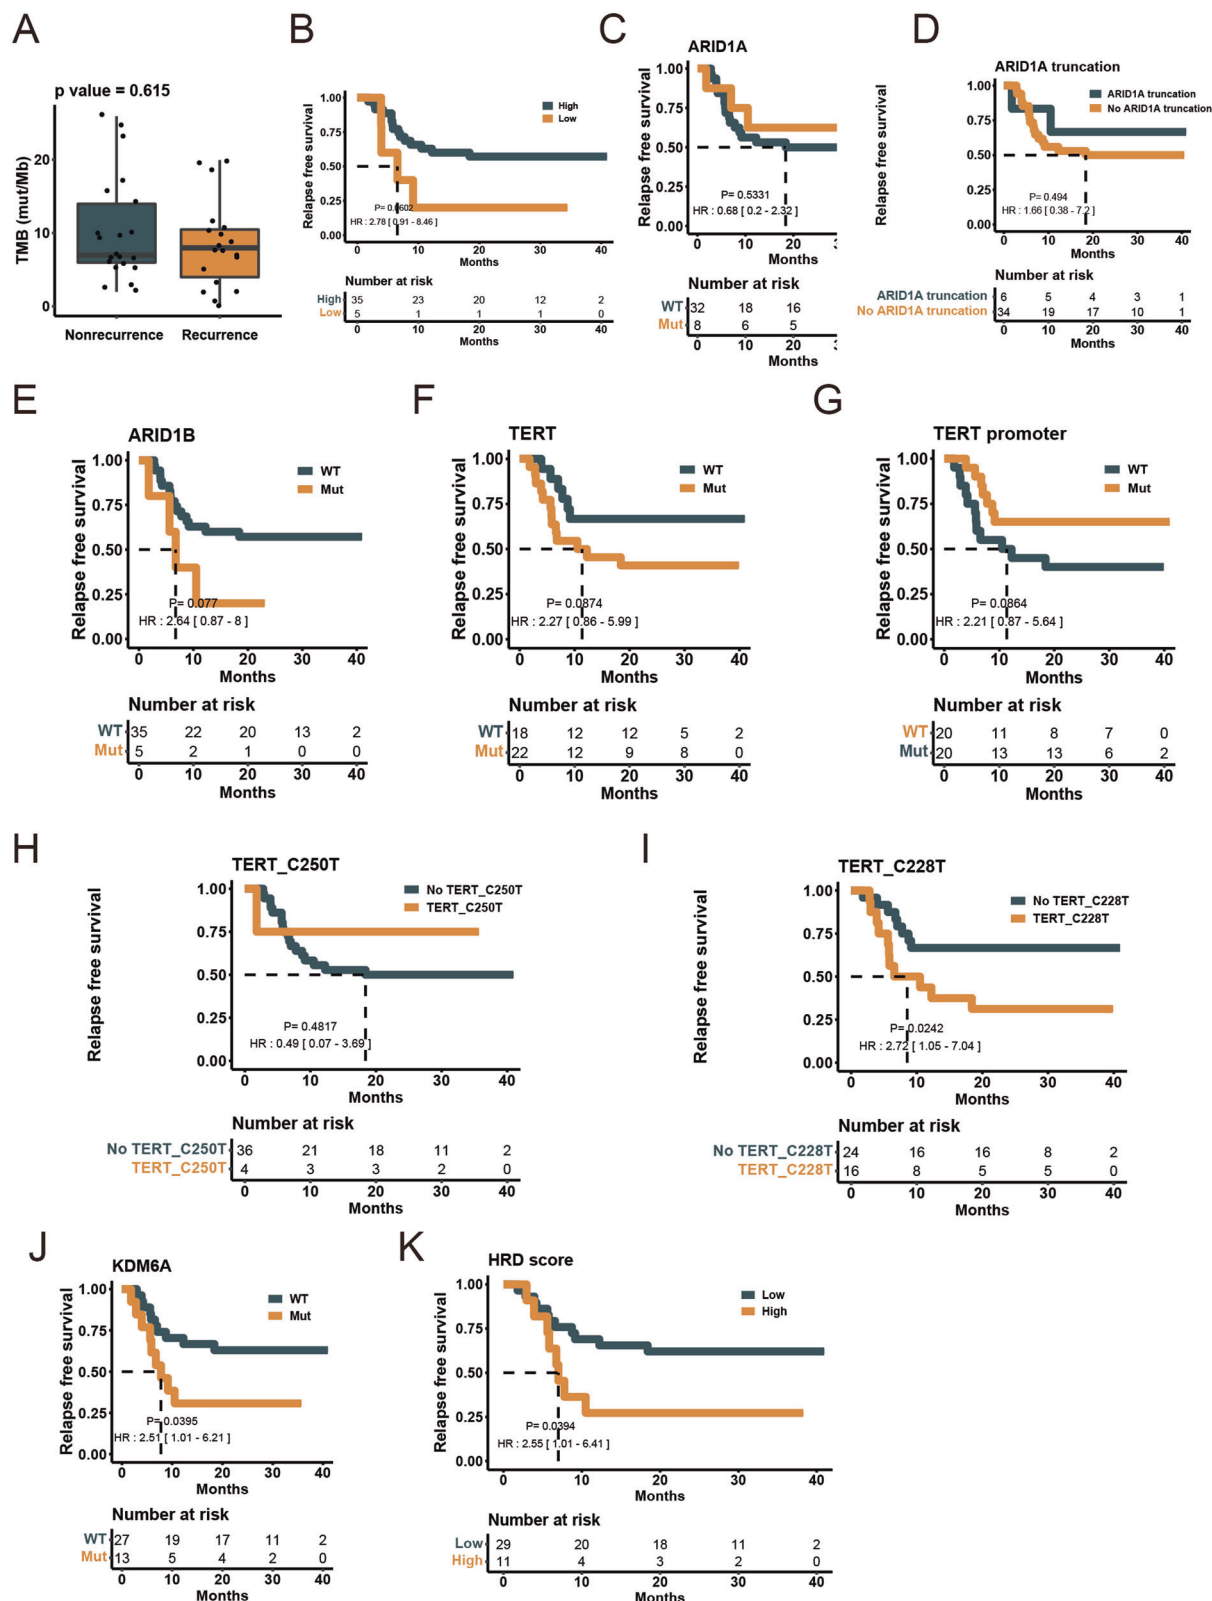 A
p value = 0.615
TMB (mut/Mb)
20
10
0
Nonrecurrence Recurrence
B
Relapse free survival
1.00
0.75
0.50
0.25
0.00
High
Low
P= 0.0602
HR : 2.78 [ 0.91 - 8.46 ]
0 10 20 30 40
Months
Number at risk
High 35 23 20 12 2
Low 5 1 1 1 0
0 10 20 30 40
Months
C
ARID1A
Relapse free survival
1.00
0.75
0.50
0.25
0.00
P= 0.5331
HR : 0.68 [ 0.2 - 2.32 ]
0 10 20 3
Months
Number at risk
WT 32 18 16
Mut 8 6 5
0 10 20 3
Months
D
ARID1A truncation
Relapse free survival
1.00
0.75
0.50
0.25
0.00
ARID1A truncation
No ARID1A truncation
P= 0.494
HR : 1.66 [ 0.38 - 7.2 ]
0 10 20 30 40
Months
Number at risk
ARID1A truncation 6 5 4 3 1
No ARID1A truncation 34 19 17 10 1
0 10 20 30 40
Months
E
ARID1B
Relapse free survival
1.00
0.75
0.50
0.25
0.00
WT
Mut
P= 0.077
HR : 2.64 [ 0.87 - 8 ]
0 10 20 30 40
Months
Number at risk
WT 35 22 20 13 2
Mut 5 2 1 0 0
0 10 20 30 40
Months
F
TERT
Relapse free survival
1.00
0.75
0.50
0.25
0.00
WT
Mut
P= 0.0874
HR : 2.27 [ 0.86 - 5.99 ]
0 10 20 30 40
Months
Number at risk
WT 18 12 12 5 2
Mut 22 12 9 8 0
0 10 20 30 40
Months
G
TERT promoter
Relapse free survival
1.00
0.75
0.50
0.25
0.00
WT
Mut
P= 0.0864
HR : 2.21 [ 0.87 - 5.64 ]
0 10 20 30 40
Months
Number at risk
WT 20 11 8 7 0
Mut 20 13 13 6 2
0 10 20 30 40
Months
H
TERT_C250T
Relapse free survival
1.00
0.75
0.50
0.25
0.00
No TERT_C250T
TERT_C250T
P= 0.4817
HR : 0.49 [ 0.07 - 3.69 ]
0 10 20 30 40
Months
Number at risk
No TERT_C250T 36 21 18 11 2
TERT_C250T 4 3 3 2 0
0 10 20 30 40
Months
I
TERT_C228T
Relapse free survival
1.00
0.75
0.50
0.25
0.00
No TERT_C228T
TERT_C228T
P= 0.0242
HR : 2.72 [ 1.05 - 7.04 ]
0 10 20 30 40
Months
Number at risk
No TERT_C228T 24 16 16 8 2
TERT_C228T 16 8 5 5 0
0 10 20 30 40
Months
J
KDM6A
Relapse free survival
1.00
0.75
0.50
0.25
0.00
WT
Mut
P= 0.0395
HR : 2.51 [ 1.01 - 6.21 ]
0 10 20 30 40
Months
Number at risk
WT 27 19 17 11 2
Mut 13 5 4 2 0
0 10 20 30 40
Months
K
HRD score
Relapse free survival
1.00
0.75
0.50
0.25
0.00
Low
High
P= 0.0394
HR : 2.55 [ 1.01 - 6.41 ]
0 10 20 30 40
Months
Number at risk
Low 29 20 18 11 2
High 11 4 3 2 0
0 10 20 30 40
Months